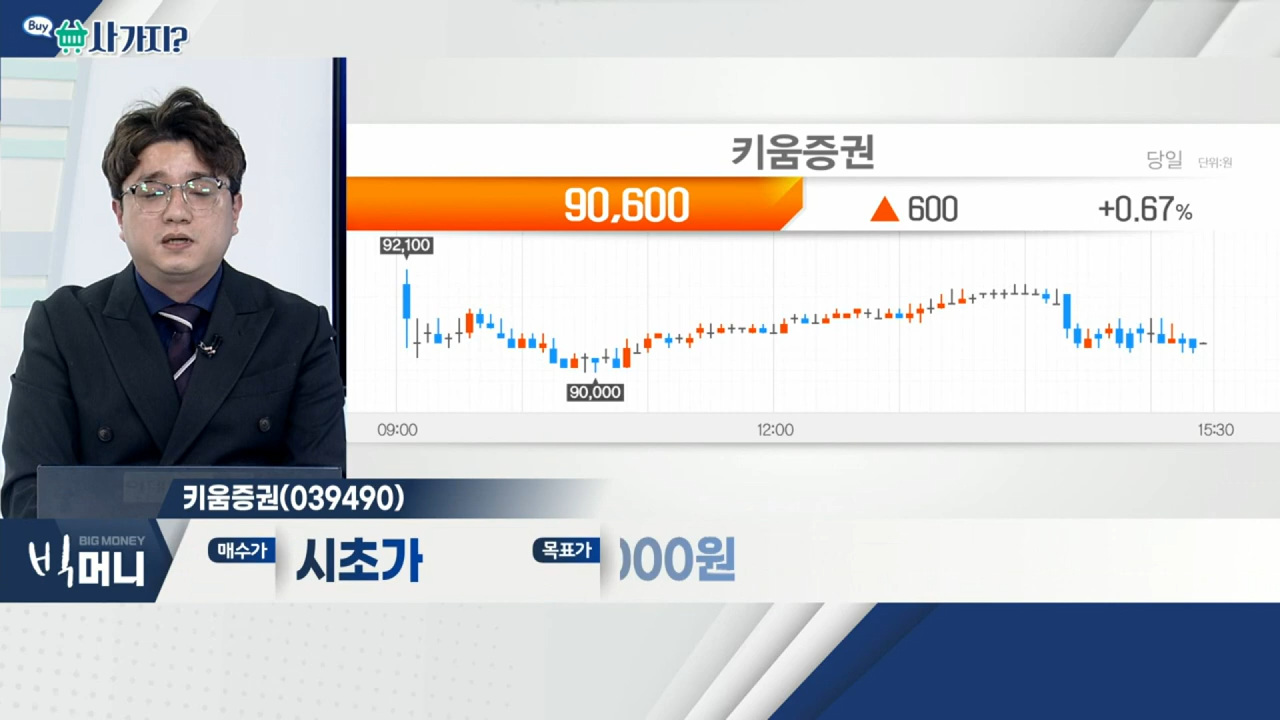 Buy
사가지?
키움증권
당일 단위:원
90,600 ▲ 600 +0.67%
92,100
90,000
09:00 12:00 15:30
키움증권(039490)
BIG MONEY
빅머니
매수가 시초가 목표가 000원